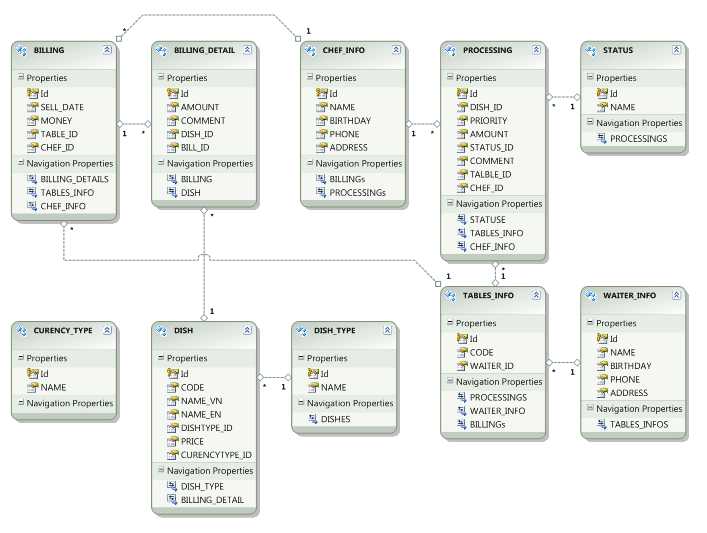 *
1
BILLING
Properties
Id
SELL_DATE
MONEY
TABLE_ID
CHEF_ID
Navigation Properties
BILLING_DETAILS
TABLES_INFO
CHEF_INFO
1
*
BILLING_DETAIL
Properties
Id
AMOUNT
COMMENT
DISH_ID
BILL_ID
Navigation Properties
BILLING
DISH
CHEF_INFO
Properties
Id
NAME
BIRTHDAY
PHONE
ADDRESS
Navigation Properties
BILLINGs
PROCESSINGs
1
*
PROCESSING
Properties
Id
DISH_ID
PRIORITY
AMOUNT
STATUS_ID
COMMENT
TALBLE_ID
CHEF_ID
Navigation Properties
STATUSE
TABLES_INFO
CHEF_INFO
*
1
STATUS
Properties
Id
NAME
Navigation Properties
PROCESSINGS
*
*
1
*
1
1
CURENCY_TYPE
Properties
Id
NAME
Navigation Properties
DISH
Properties
Id
CODE
NAME_VN
NAME_EN
DISHTYPE_ID
PRICE
CURENCYTYPE_ID
Navigation Properties
DISH_TYPE
BILLING_DETAIL
*
1
DISH_TYPE
Properties
Id
NAME
Navigation Properties
DISHES
TABLES_INFO
Properties
Id
CODE
WAITER_ID
Navigation Properties
PROCESSINGS
WAITER_INFO
BILLINGs
*
1
WAITER_INFO
Properties
Id
NAME
BIRTHDAY
PHONE
ADDRESS
Navigation Properties
TABLES_INFOS